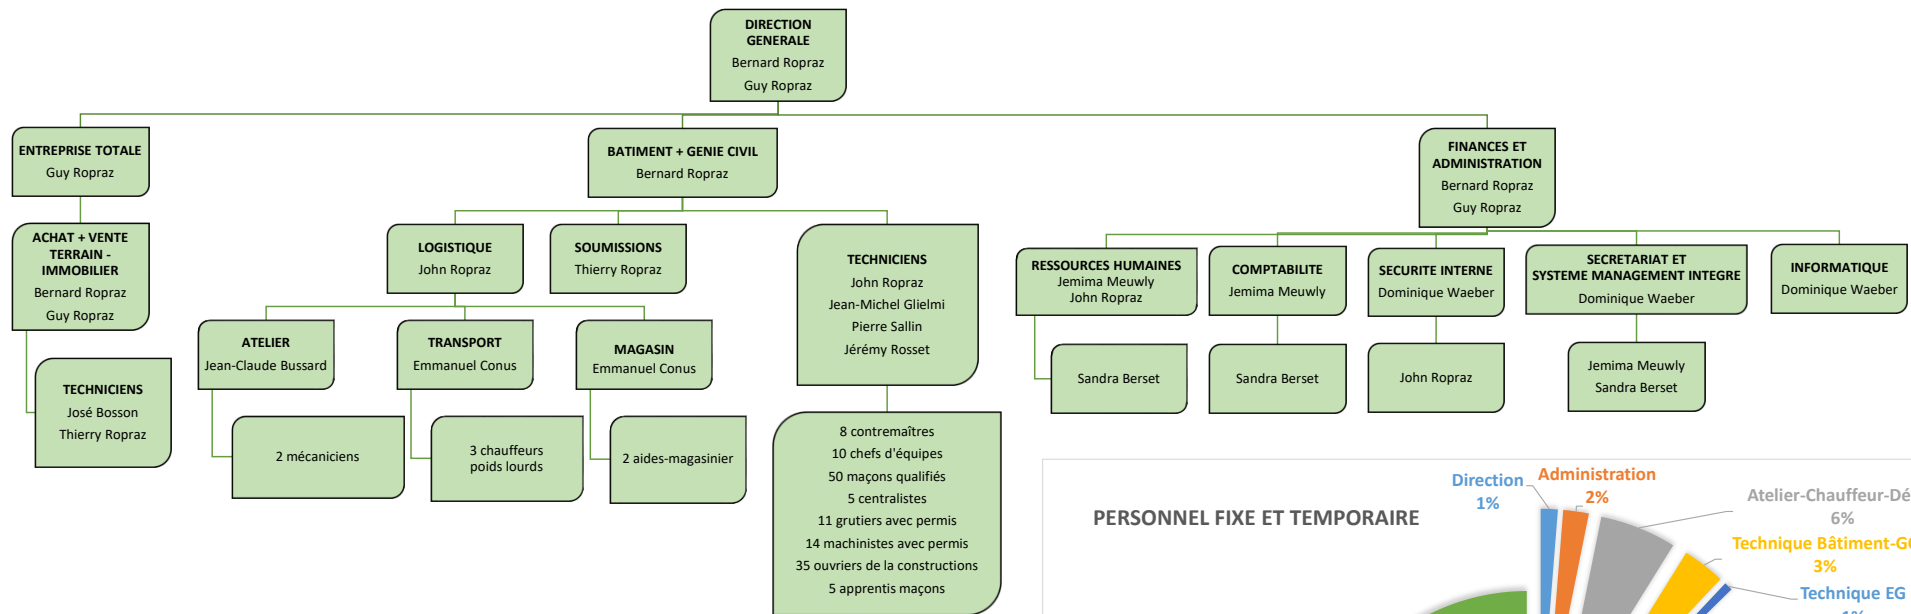 DIRECTION
GENERALE
Bernard Ropraz
Guy Ropraz
ENTREPRISE TOTALE
Guy Ropraz
BATIMENT + GENIE CIVIL
Bernard Ropraz
FINANCES ET
ADMINISTRATION
Bernard Ropraz
Guy Ropraz
ACHAT + VENTE
TERRAIN -
IMMOBILIER
Bernard Ropraz
Guy Ropraz
TECHNICIENS
José Bosson
Thierry Ropraz
LOGISTIQUE
John Ropraz
SOUMISSIONS
Thierry Ropraz
TECHNICIENS
John Ropraz
Jean-Michel Glielmi
Pierre Sallin
Jérémy Rosset
ATELIER
Jean-Claude Bussard
TRANSPORT
Emmanuel Conus
MAGASIN
Emmanuel Conus
2 mécaniciens
3 chauffeurs
poids lourds
2 aides-magasinier
8 contremaîtres
10 chefs d'équipes
50 maçons qualifiés
5 centralistes
11 grutiers avec permis
14 machinistes avec permis
35 ouvriers de la constructions
5 apprentis maçons
RESSOURCES HUMAINES
Jemima Meuwly
John Ropraz
COMPTABILITE
Jemima Meuwly
SECURITE INTERNE
Dominique Waeber
SECRETARIAT ET
SYSTEME MANAGEMENT INTEGRE
Dominique Waeber
INFORMATIQUE
Dominique Waeber
Sandra Berset
Sandra Berset
John Ropraz
Jemima Meuwly
Sandra Berset
PERSONNEL FIXE ET TEMPORAIRE
Direction
1%
Administration
2%
Atelier-Chauffeur-Dé
6%
Technique Bâtiment-G
3%
Technique EG
1%